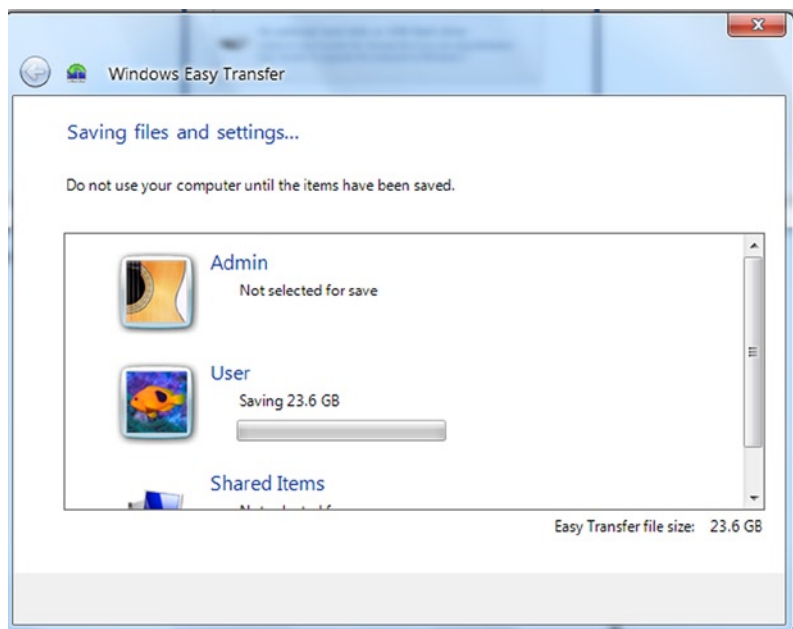 Windows Easy Transfer
Saving files and settings...
Do not use your computer until the items have been saved.
Admin
Not selected for save
User
Saving 23.6 GB
Shared Items
Easy Transfer file size: 23.6 GB